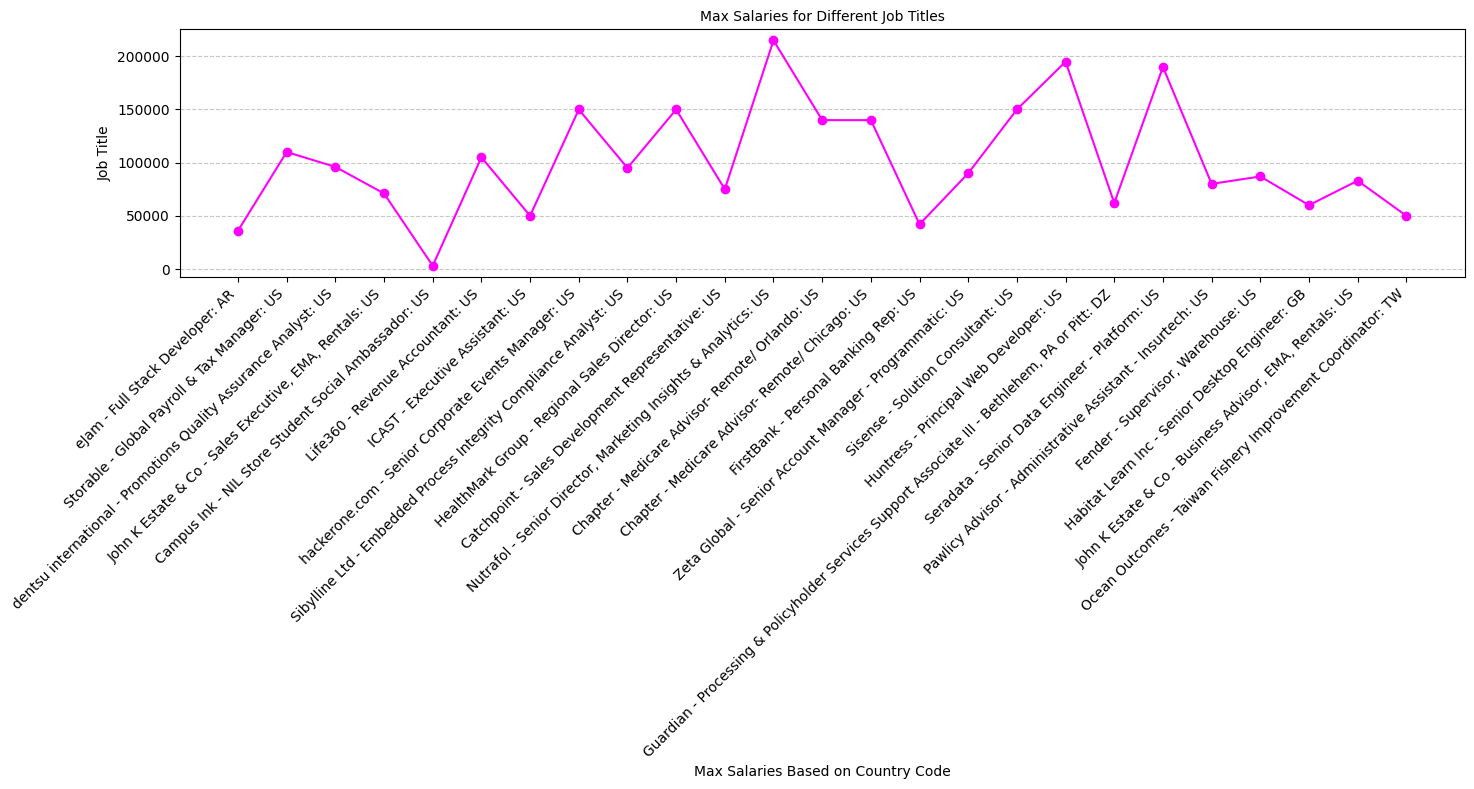 Max Salaries for Different Job Titles
200000
150000
100000
50000
0
Job Title
eJam - Full Stack Developer: AR
Storable - Global Payroll & Tax Manager: US
dentsu international - Promotions Quality Assurance Analyst: US
John K Estate & Co - Sales Executive, EMA, Rentals: US
Campus Ink - NIL Store Student Social Ambassador: US
Life360 - Revenue Accountant: US
ICAST - Executive Assistant: US
hackerone.com - Senior Corporate Events Manager: US
Sibylline Ltd - Embedded Process Integrity Compliance Analyst: US
HealthMark Group - Regional Sales Director: US
Catchpoint - Sales Development Representative: US
Nutrafol - Senior Director, Marketing Insights & Analytics: US
Chapter - Medicare Advisor- Remote/ Orlando: US
Chapter - Medicare Advisor- Remote/ Chicago: US
FirstBank - Personal Banking Rep: US
Zeta Global - Senior Account Manager - Programmatic: US
Sisense - Solution Consultant: US
Huntress - Principal Web Developer: US
Guardian - Processing & Policyholder Services Support Associate III - Bethlehem, PA or Pitt: DZ
Seradata - Senior Data Engineer - Platform: US
Pawlicy Advisor - Administrative Assistant - Insurtech: US
Fender - Supervisor, Warehouse: US
Habitat Learn Inc - Senior Desktop Engineer: GB
John K Estate & Co - Business Advisor, EMA, Rentals: US
Ocean Outcomes - Taiwan Fishery Improvement Coordinator: TW
Max Salaries Based on Country Code